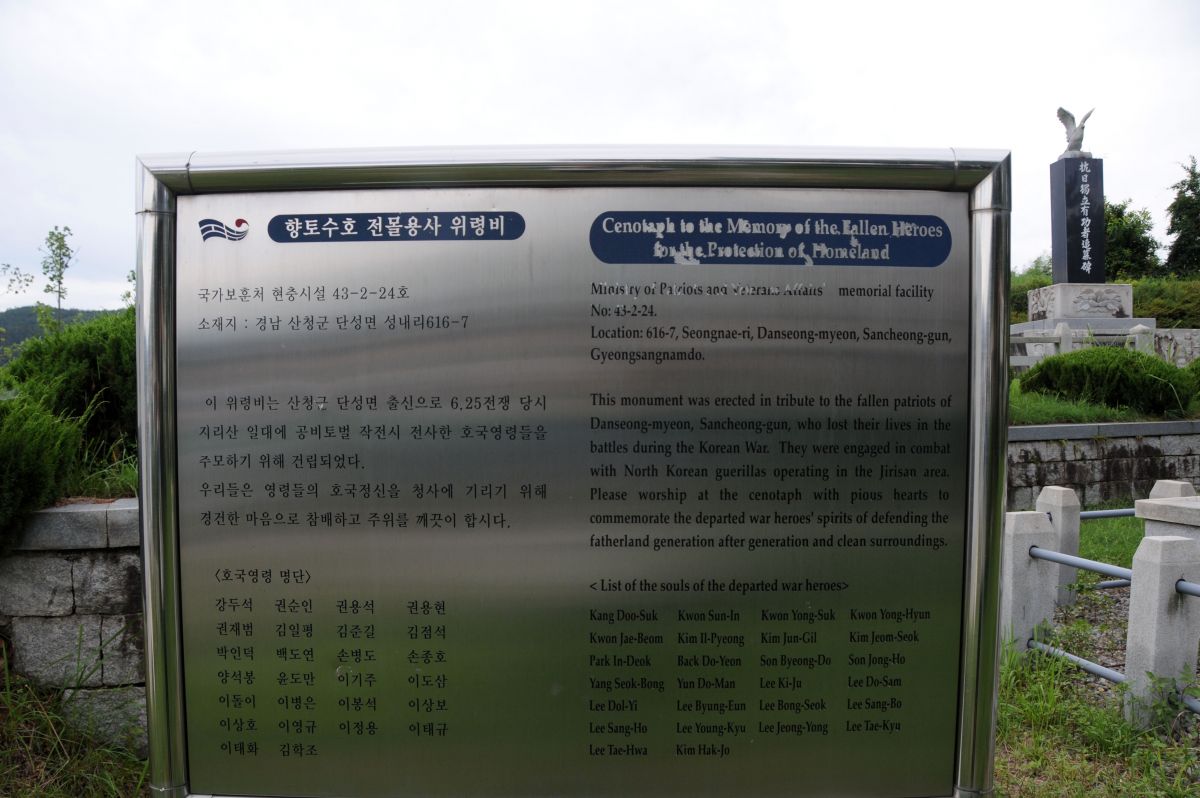 향토수호 전몰용사 위령비
국가보훈처 현충시설 43-2-24호
소재지 : 경남 산청군 단성면 성내리616-7
이 위령비는 산청군 단성면 출신으로 6.25전쟁 당시
지리산 일대에 공비토벌 작전시 전사한 호국영령들을
추모하기 위해 건립되었다.
우리들은 영령들의 호국정신을 청사에 기리기 위해
경건한 마음으로 참배하고 주위를 깨끗이 합시다.
<호국영령 명단>
강두석 권순인 권용석 권용현
권재범 김일평 김준길 김점석
박인덕 백도연 손병도 손종호
양석봉 윤도만 이기주 이도삼
이돌이 이병은 이봉석 이상보
이상호 이영규 이정용 이태규
이태화 김학조
Cenotaph to the Memory of the Fallen Heroes
for the Protection of Homeland
Ministry of Patriots and Veterans Affairs' memorial facility
No: 43-2-24.
Location: 616-7, Seongnae-ri, Danseong-myeon, Sancheong-gun,
Gyeongsangnamdo.
This monument was erected in tribute to the fallen patriots of
Danseong-myeon, Sancheong-gun, who lost their lives in the
battles during the Korean War. They were engaged in combat
with North Korean guerillas operating in the Jirisan area.
Please worship at the cenotaph with pious hearts to
commemorate the departed war heroes' spirits of defending the
fatherland generation after generation and clean surroundings.
< List of the souls of the departed war heroes>
Kang Doo-Suk Kwon Sun-In Kwon Yong-Suk Kwon Yong-Hyun
Kwon Jae-Beom Kim Il-Pyeong Kim Jun-Gil Kim Jeom-Seok
Park In-Deok Back Do-Yeon Son Byeong-Do Son Jong-Ho
Yang Seok-Bong Yun Do-Man Lee Ki-Ju Lee Do-Sam
Lee Dol-Yi Lee Byung-Eun Lee Bong-Seok Lee Sang-Bo
Lee Sang-Ho Lee Young-Kyu Lee Jeong-Yong Lee Tae-Kyu
Lee Tae-Hwa Kim Hak-Jo
抗日獨立有功者追慕碑